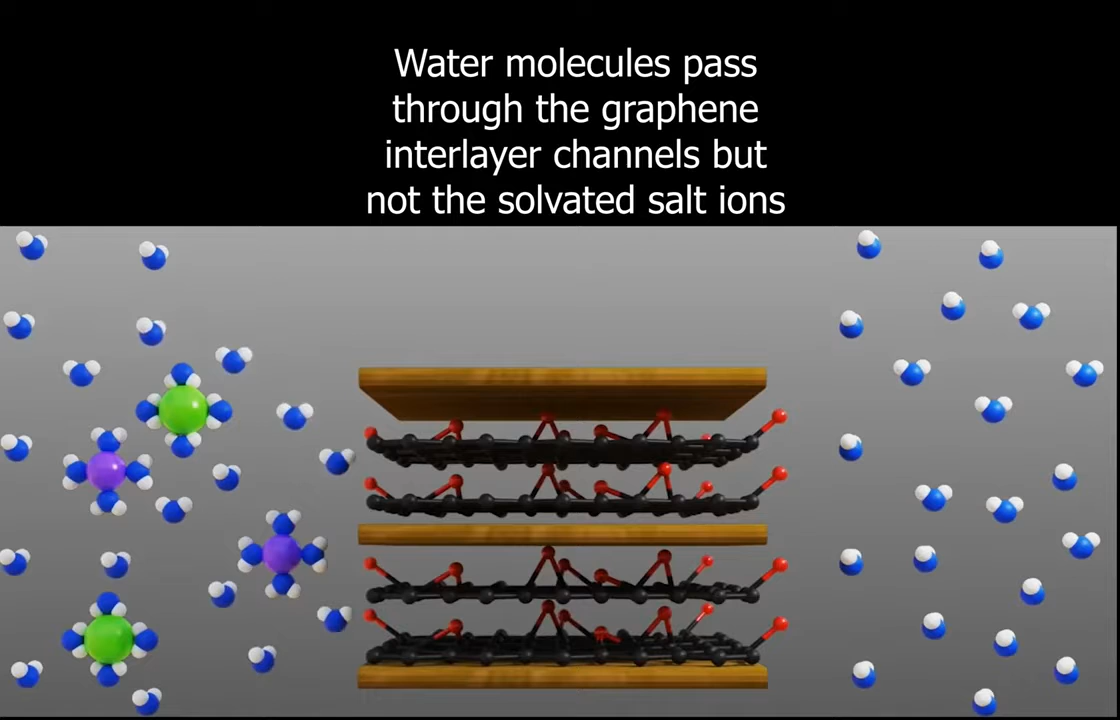 Water molecules pass
through the graphene
interlayer channels but
not the solvated salt ions